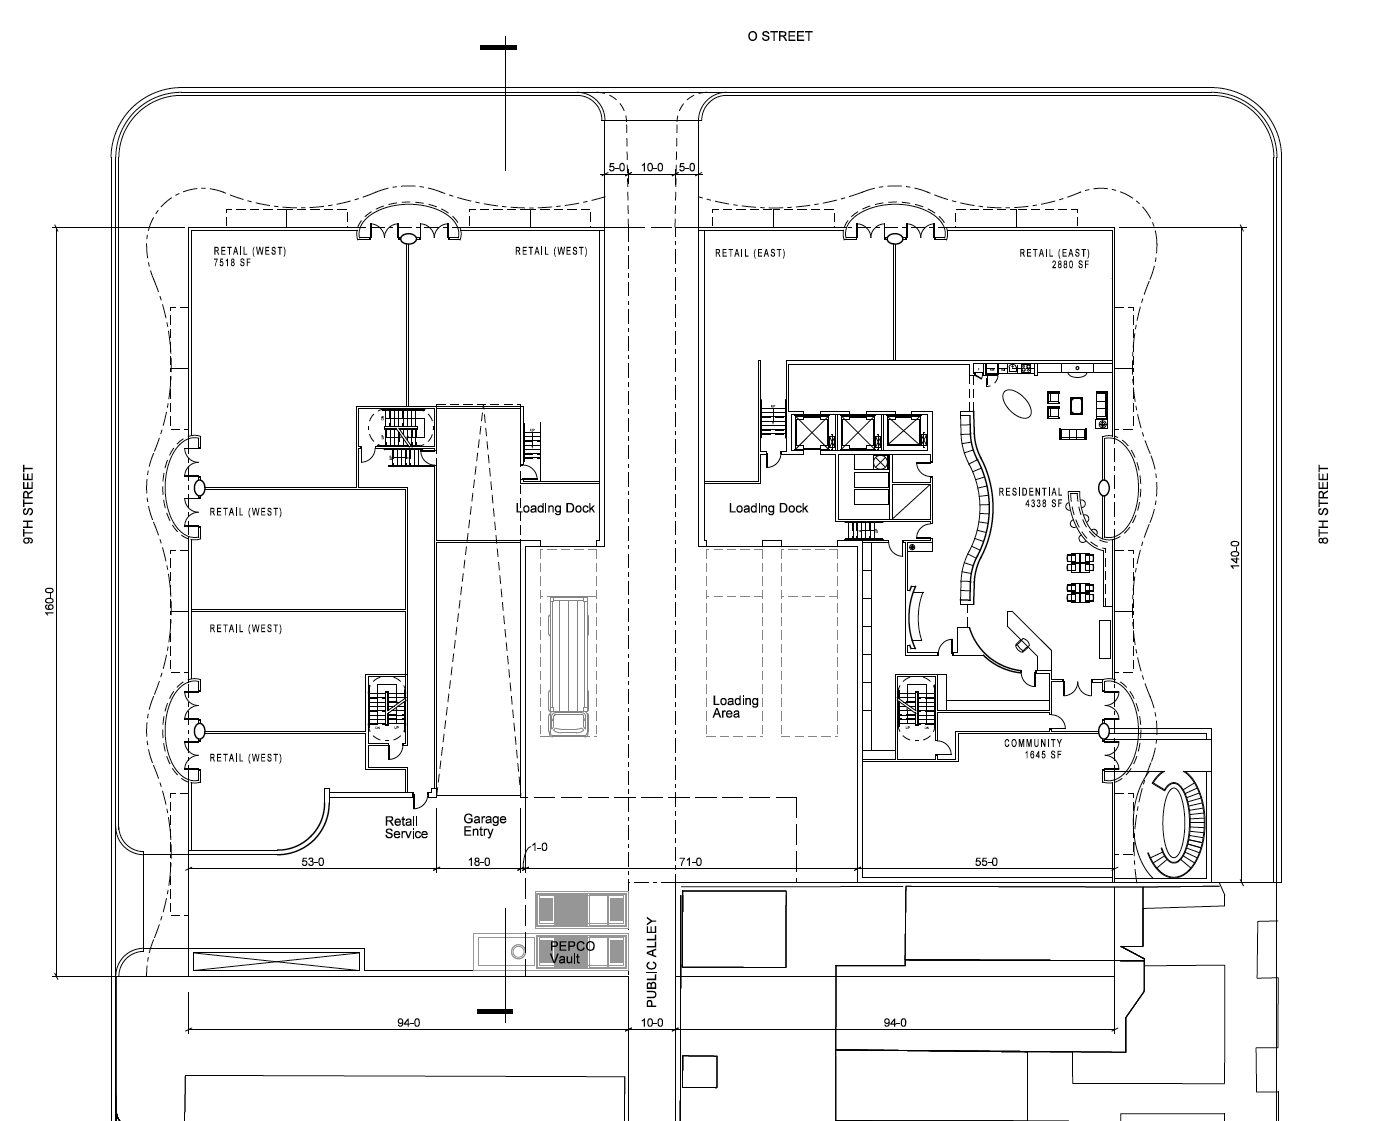 O STREET
5-0
10-0
5-0
RETAIL (WEST)
7518 SF
RETAIL (WEST)
RETAIL (EAST)
RETAIL (EAST)
2880 SF
9TH STREET
8TH STREET
RETAIL (WEST)
Loading Dock
Loading Dock
RESIDENTIAL
4338 SF
160-0
140-0
RETAIL (WEST)
Loading
Area
RETAIL (WEST)
COMMUNITY
1645 SF
Retail
Service
Garage
Entry
1-0
53-0
18-0
71-0
55-0
PEPCO
Vault
PUBLIC ALLEY
94-0
10-0
94-0